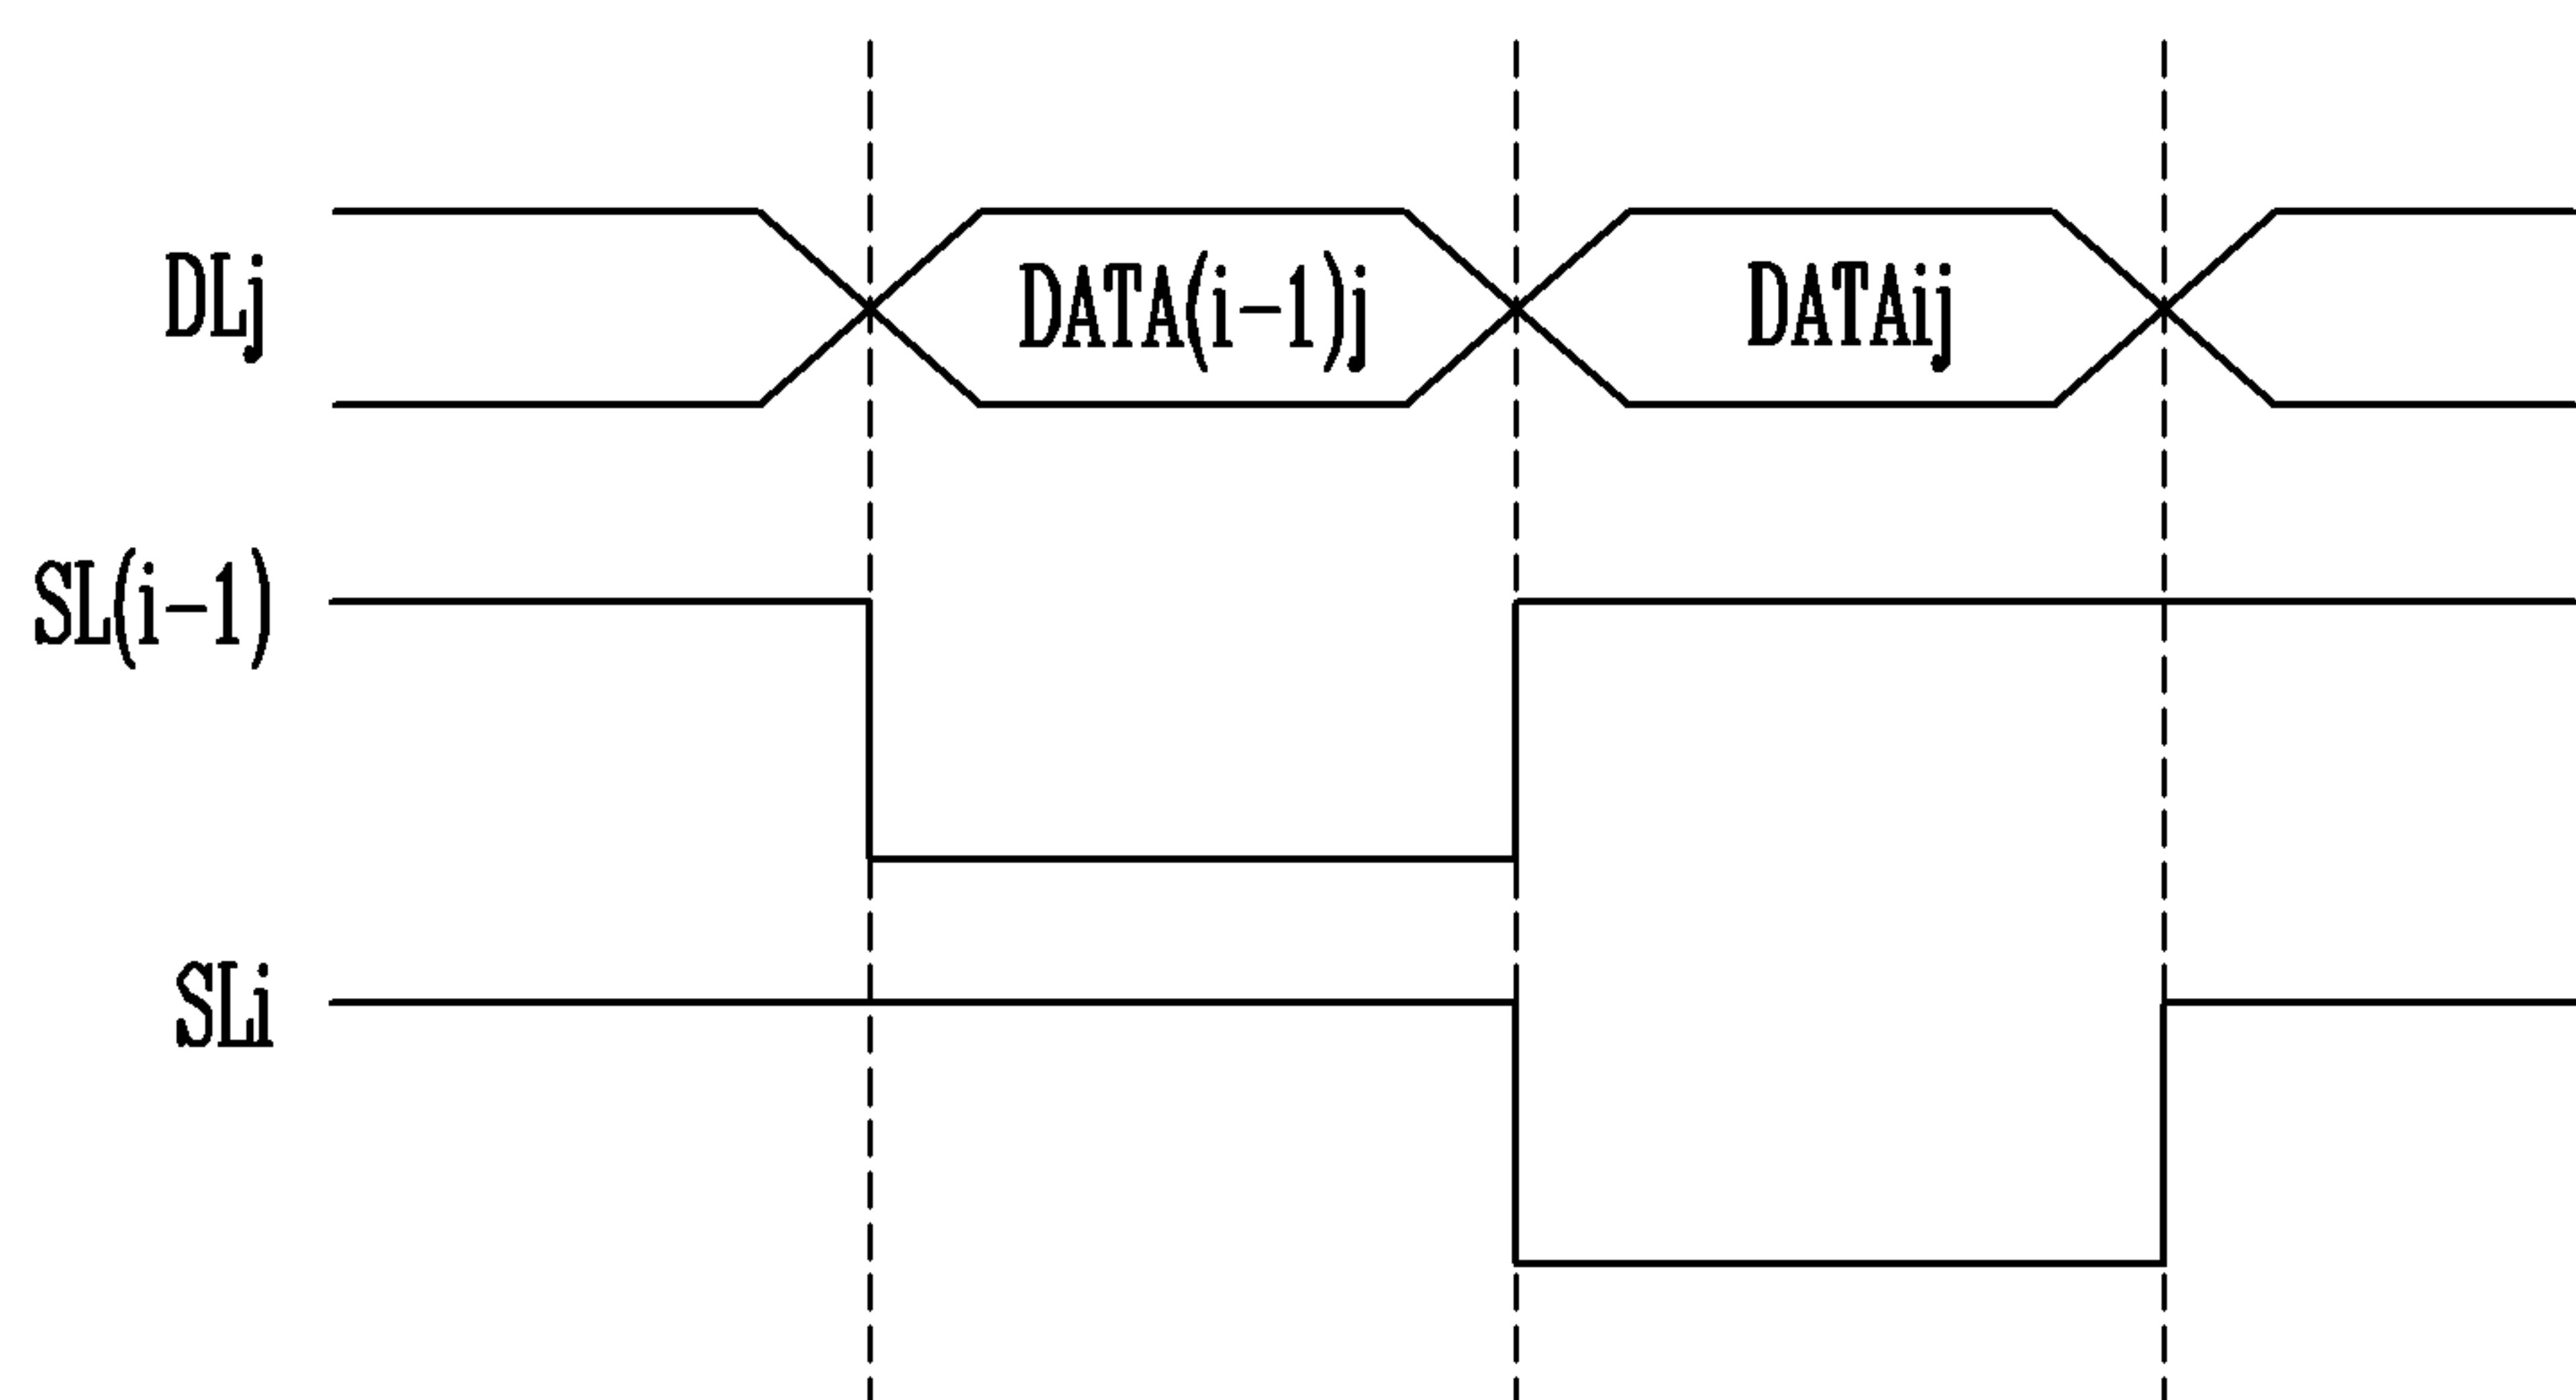 DLj
DATA(i-1)j
DATAij
SL(i-1)
SLi